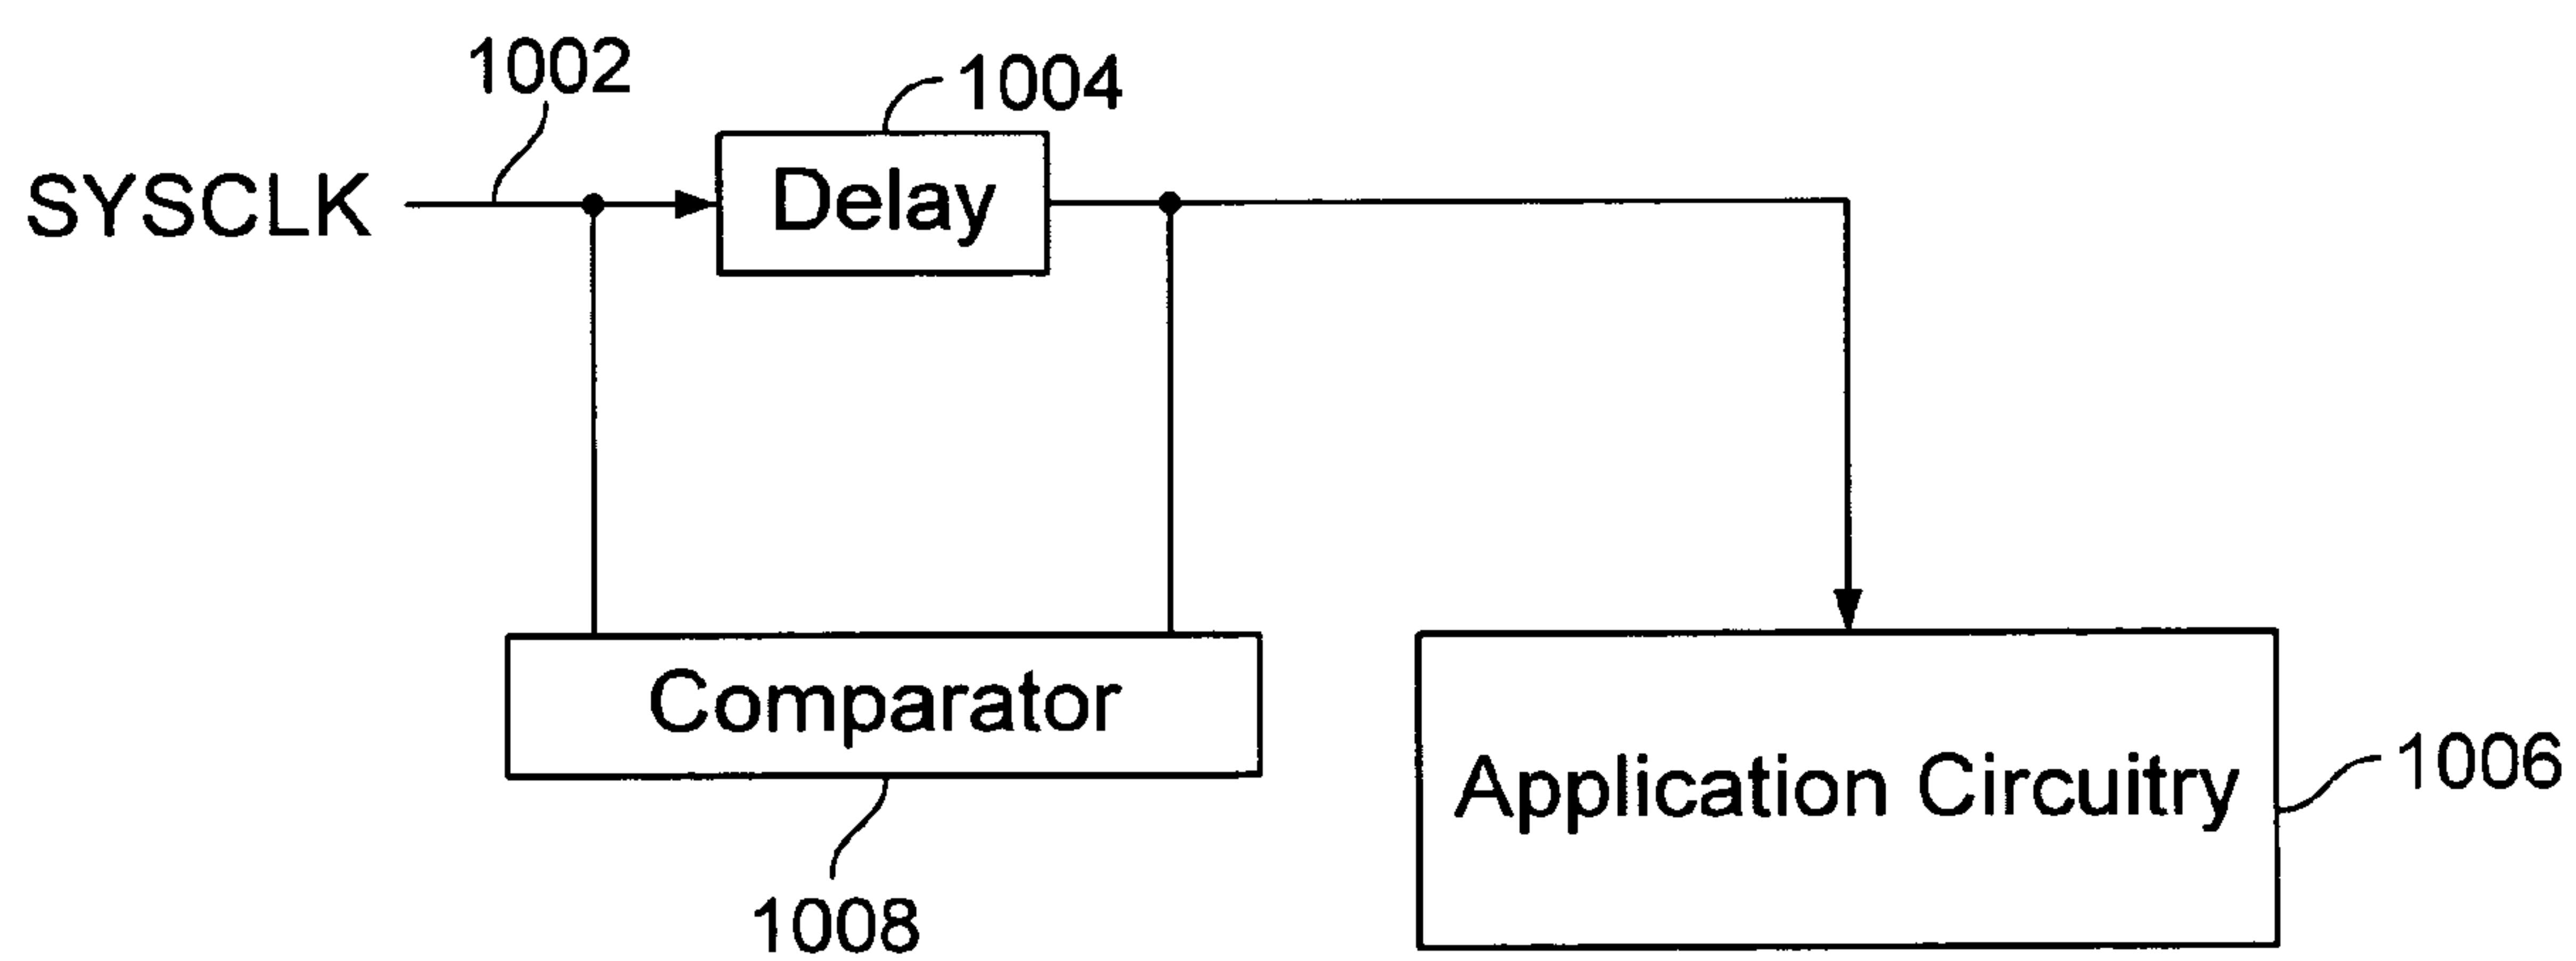 1002
1004
SYSCLK
Delay
Comparator
Application Circuitry
1006
1008